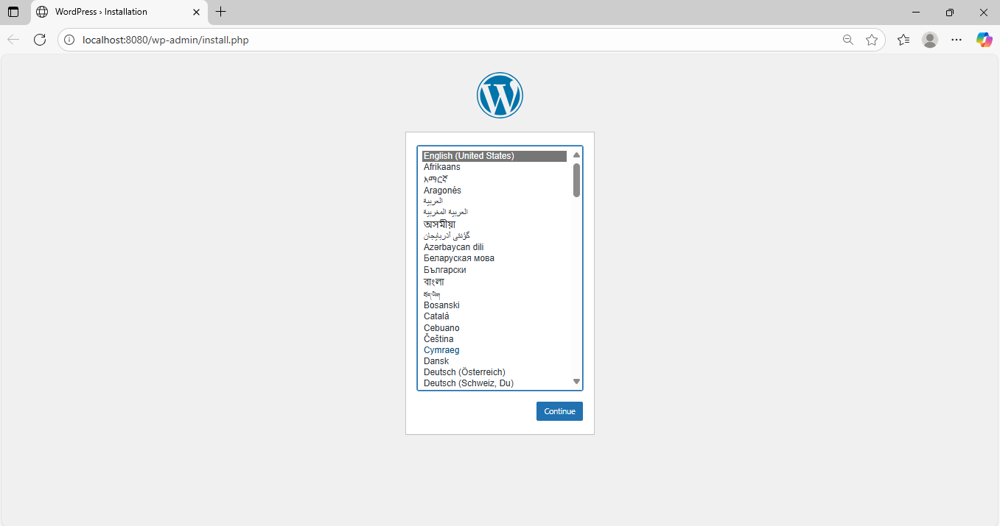 WordPress › Installation
localhost:8080/wp-admin/install.php
English (United States)
Afrikaans
አማርኛ
Aragonés
العربية
العربية المغربية
অসমীয়া
گؤنئی آذربایجان
Azərbaycan dili
Беларуская мова
Български
বাংলা
བོད་ཡིག
Bosanski
Català
Cebuano
Čeština
Cymraeg
Dansk
Deutsch (Österreich)
Deutsch (Schweiz, Du)
Continue